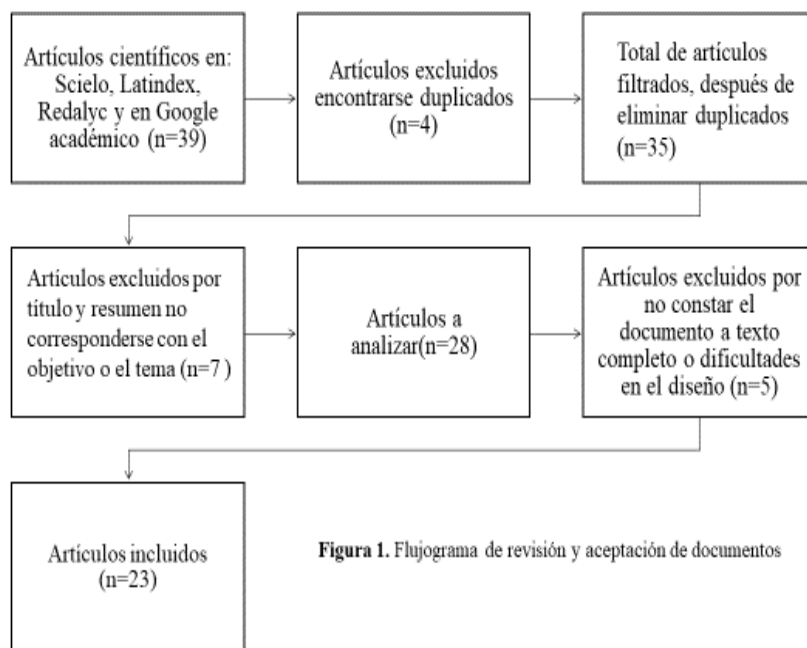 Artículos científicos en:
Scielo, Latindex,
Redalyc y en Google
académico (n=39)
Artículos excluidos
encontrarse duplicados
(n=4)
Total de artículos
filtrados, después de
eliminar duplicados
(n=35)
Artículos excluidos por
título y resumen no
corresponderse con el
objetivo o el tema (n=7 )
Artículos a
analizar(n=28)
Artículos excluidos por
no constar el
documento a texto
completo o dificultades
en el diseño (n=5)
Artículos incluidos
(n=23)
Figura 1. Flujograma de revisión y aceptación de documentos